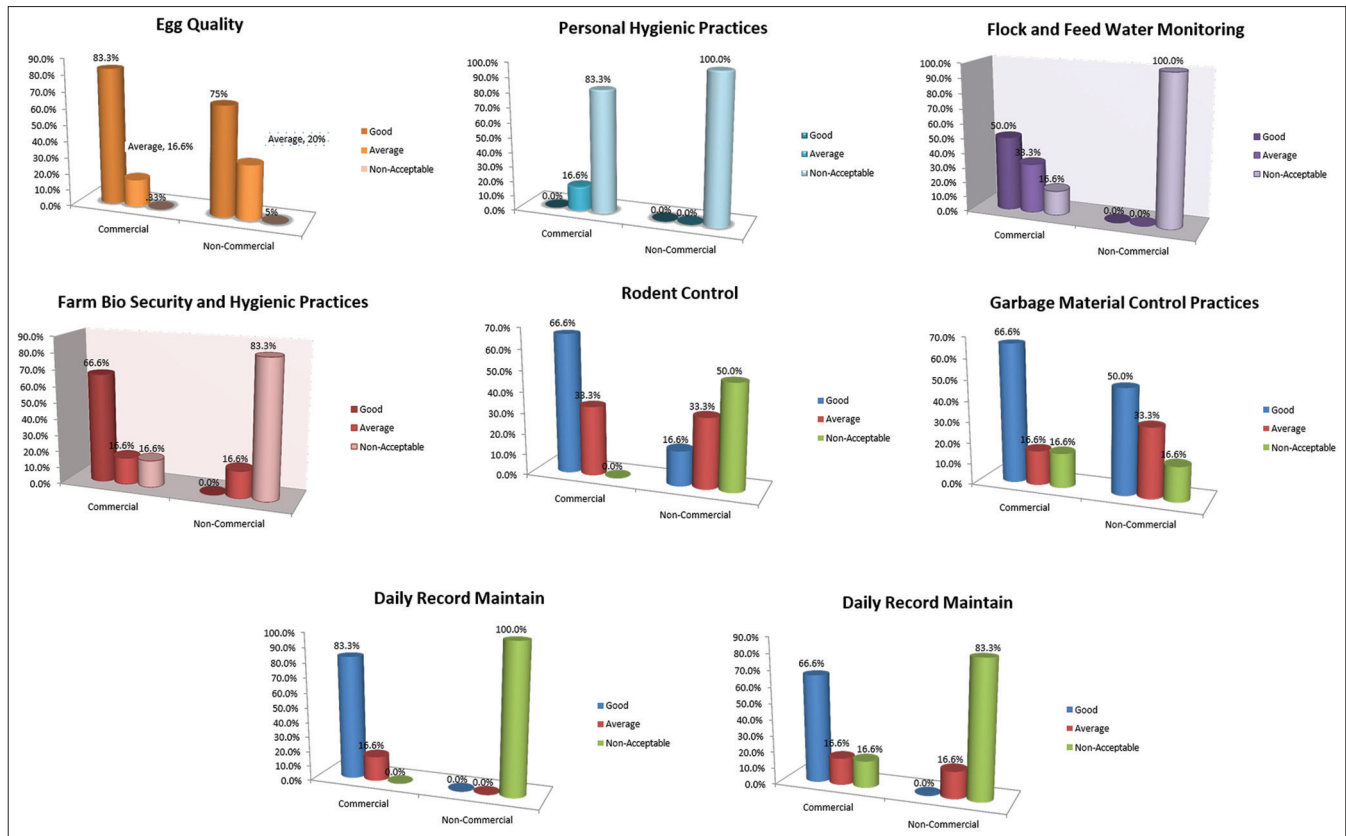 Egg Quality
90.0%
80.0%
70.0%
60.0%
50.0%
40.0%
30.0%
20.0%
10.0%
0.0%
83.3%
Average, 16.6%
.33%
75%
Average, 20%
5%
Commercial
Non-Commercial
Good
Average
Non-Acceptable
Personal Hygienic Practices
100.0%
90.0%
80.0%
70.0%
60.0%
50.0%
40.0%
30.0%
20.0%
10.0%
0.0%
0.0%
16.6%
83.3%
0.0%
0.0%
100.0%
Commercial
Non-Commercial
Good
Average
Non-Acceptable
Flock and Feed Water Monitoring
100.0%
90.0%
80.0%
70.0%
60.0%
50.0%
40.0%
30.0%
20.0%
10.0%
0.0%
50.0%
33.3%
16.6%
0.0%
0.0%
100.0%
Commercial
Non-Commercial
Good
Average
Non-Acceptable
Farm Bio Security and Hygienic Practices
90.0%
80.0%
70.0%
60.0%
50.0%
40.0%
30.0%
20.0%
10.0%
0.0%
66.6%
16.6%
16.6%
0.0%
16.6%
83.3%
Commercial
Non-Commercial
Good
Average
Non-Acceptable
Rodent Control
70.0%
60.0%
50.0%
40.0%
30.0%
20.0%
10.0%
0.0%
66.6%
33.3%
0.0%
16.6%
33.3%
50.0%
Commercial
Non-Commercial
Good
Average
Non-Acceptable
Garbage Material Control Practices
70.0%
60.0%
50.0%
40.0%
30.0%
20.0%
10.0%
0.0%
66.6%
16.6%
16.6%
50.0%
33.3%
16.6%
Commercial
Non-Commercial
Good
Average
Non-Acceptable
Daily Record Maintain
100.0%
90.0%
80.0%
70.0%
60.0%
50.0%
40.0%
30.0%
20.0%
10.0%
0.0%
83.3%
16.6%
0.0%
0.0%
0.0%
100.0%
Commercial
Non-Commercial
Good
Average
Non-Acceptable
Daily Record Maintain
90.0%
80.0%
70.0%
60.0%
50.0%
40.0%
30.0%
20.0%
10.0%
0.0%
66.6%
16.6%
16.6%
0.0%
16.6%
83.3%
Commercial
Non-Commercial
Good
Average
Non-Acceptable